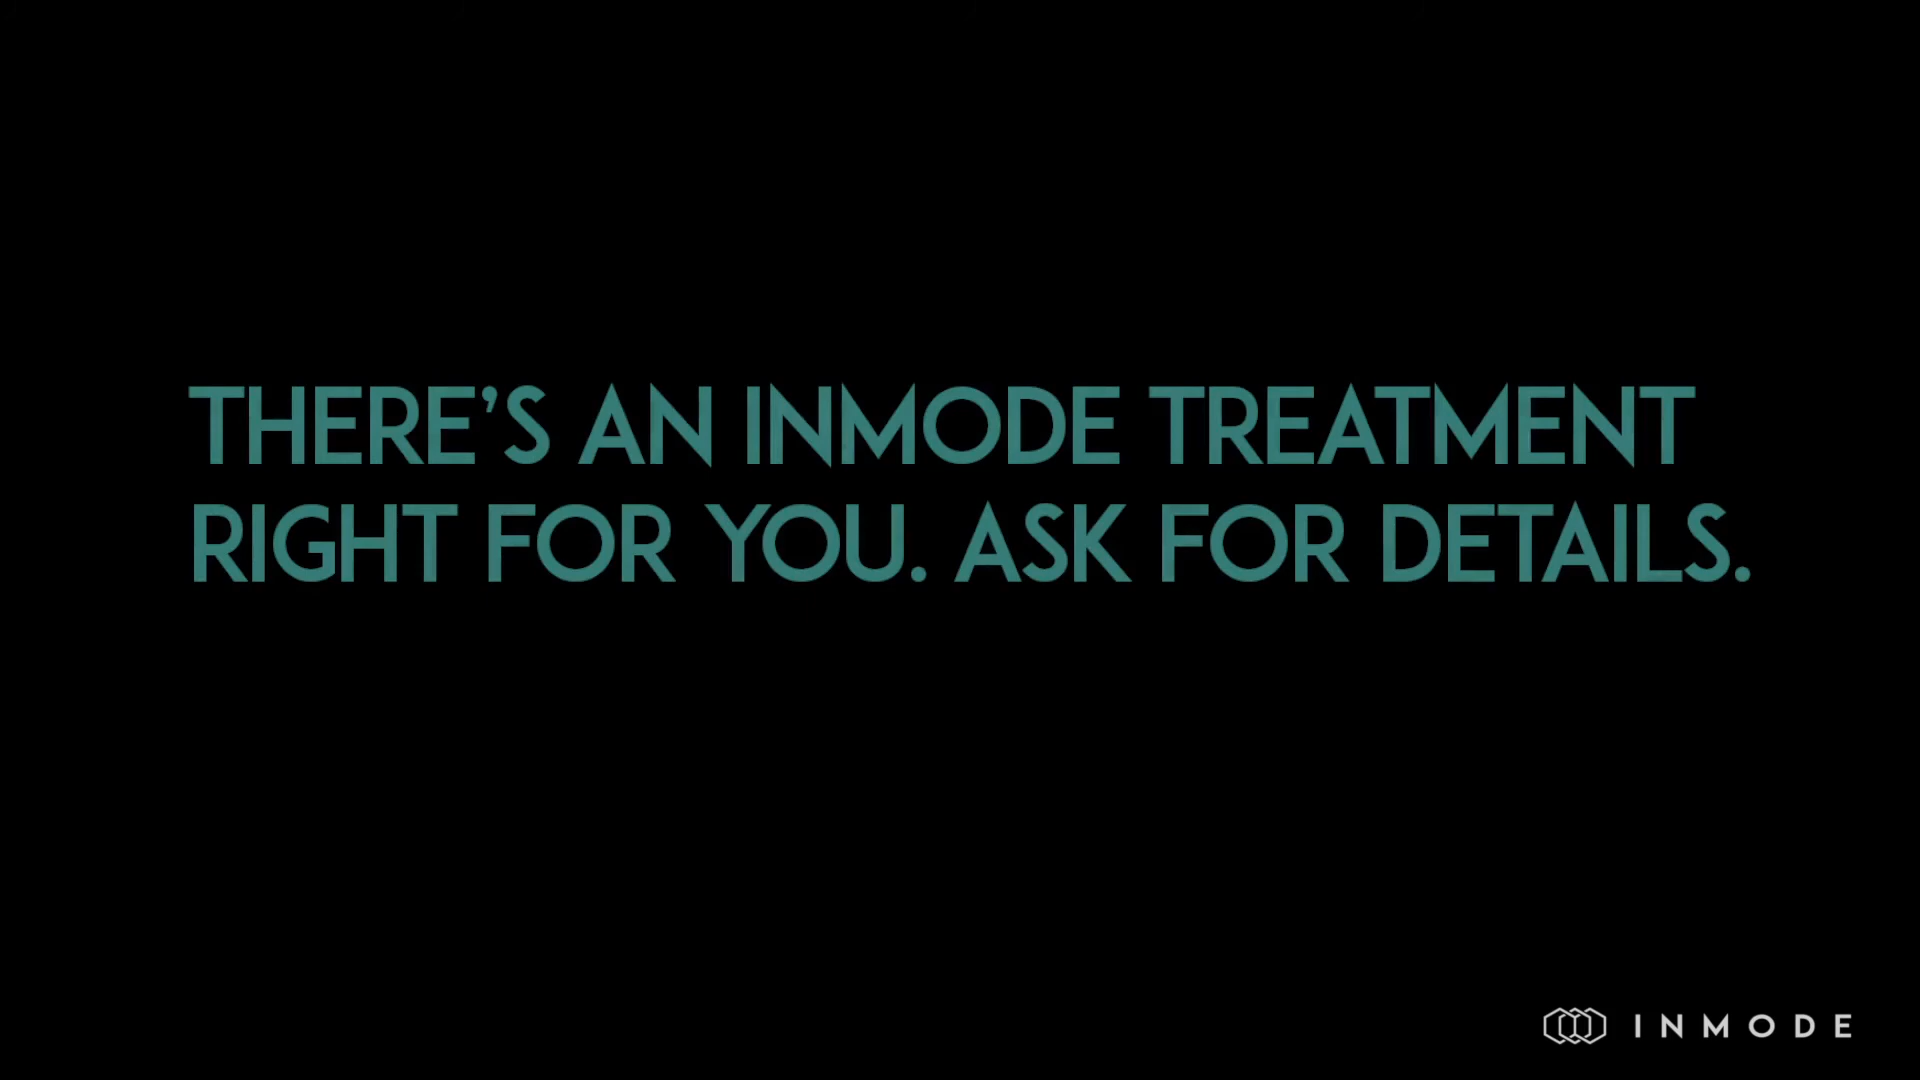 THERE'S AN INMODE TREATMENT
RIGHT FOR YOU. ASK FOR DETAILS.
INMODE